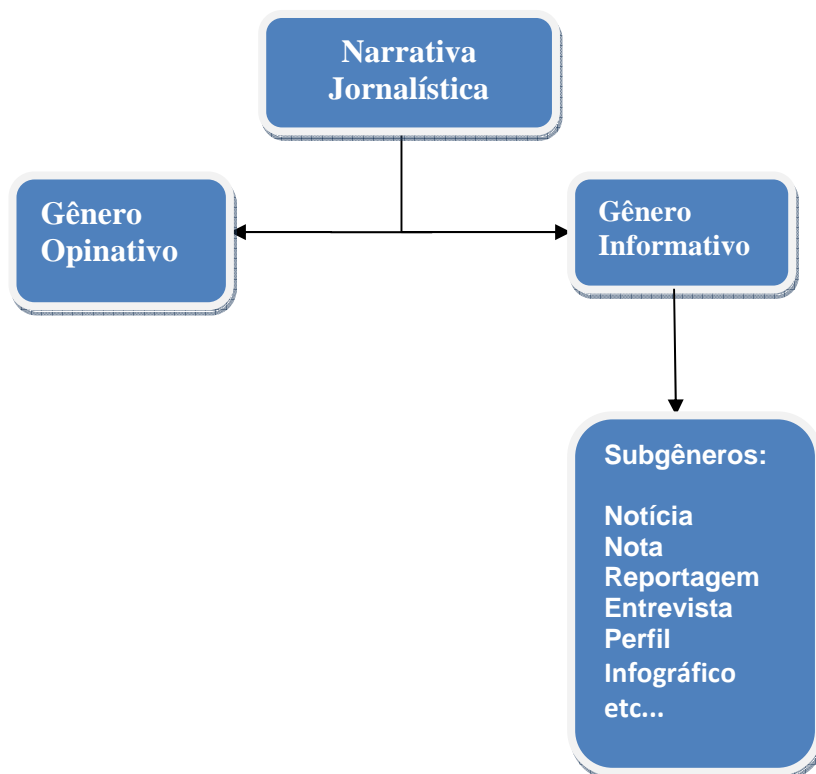 Narrativa
Jornalística
Gênero
Opinativo
Gênero
Informativo
Subgêneros:
Notícia
Nota
Reportagem
Entrevista
Perfil
Infográfico
etc...